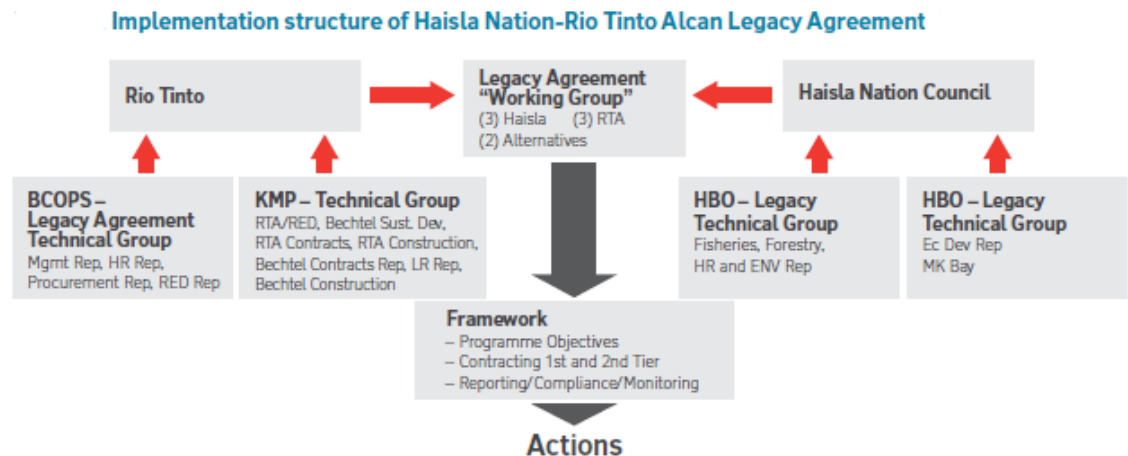 Implementation structure of Haisla Nation-Rio Tinto Alcan Legacy Agreement
Rio Tinto
Legacy Agreement
“Working Group”
(3) Haisla (3) RTA
(2) Alternatives
Haisla Nation Council
BCOPS –
Legacy Agreement
Technical Group
Mgmt Rep, HR Rep,
Procurement Rep, RED Rep
KMP – Technical Group
RTA/RED, Bechtel Sust. Dev,
RTA Contracts, RTA Construction,
Bechtel Contracts Rep, LR Rep,
Bechtel Construction
HBO – Legacy
Technical Group
Fisheries, Forestry,
HR and ENV Rep
HBO – Legacy
Technical Group
Ec Dev Rep
MK Bay
Framework
– Programme Objectives
– Contracting 1st and 2nd Tier
– Reporting/Compliance/Monitoring
Actions